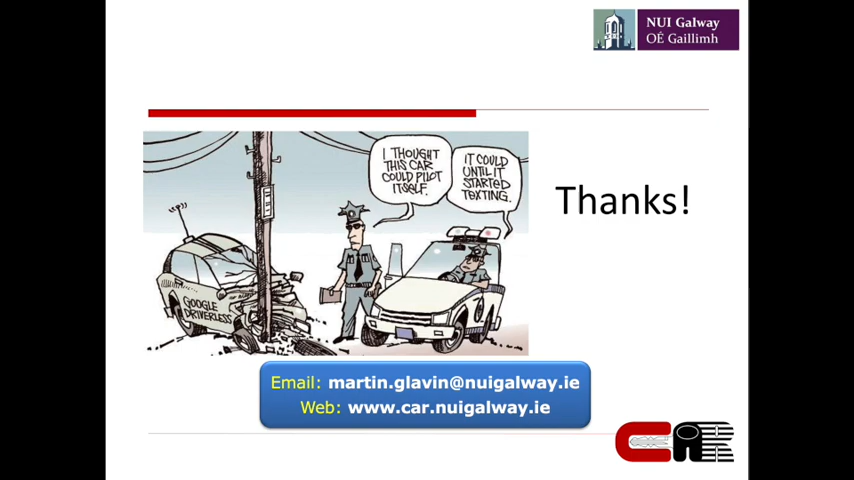 NUI Galway
OÉ Gaillimh
I THOUGHT
THIS CAR
COULD PILOT
ITSELF.
IT COULD
UNTIL IT
STARTED
TEXTING.
Thanks!
GOOGLE
DRIVERLESS
Email: martin.glavin@nuigalway.ie
Web: www.car.nuigalway.ie
CAR